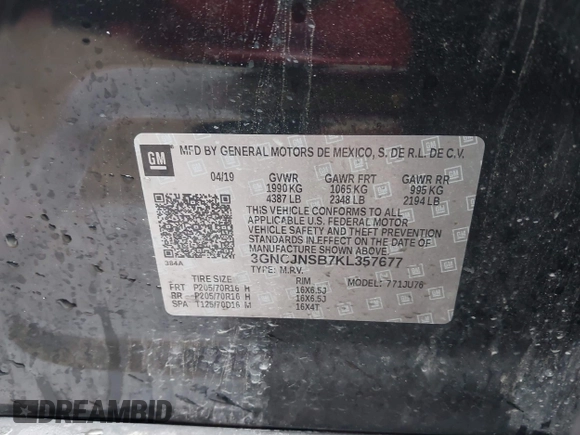 GM MFD BY GENERAL MOTORS DE MEXICO, S. DE R.L. DE C.V.
04/19 GVWR GAWR FRT GAWR RR
1990 KG 1065 KG 995 KG
4387 LB 2348 LB 2194 LB
THIS VEHICLE CONFORMS TO ALL
APPLICABLE U.S. FEDERAL MOTOR
VEHICLE SAFETY, BUMPER, AND THEFT
PREVENTION STANDARDS IN EFFECT ON THE DATE OF
MANUFACTURE SHOWN ABOVE.
3GNCJNSB7KL357677
384A TYPE: M.P.V. MODEL: 771JU76
TIRE SIZE RIM
FRT P205/70R16 H 16X6.5J
RR P205/70R16 H 16X6.5J
SPA T125/70D16 M 16X4T
DREAMBID